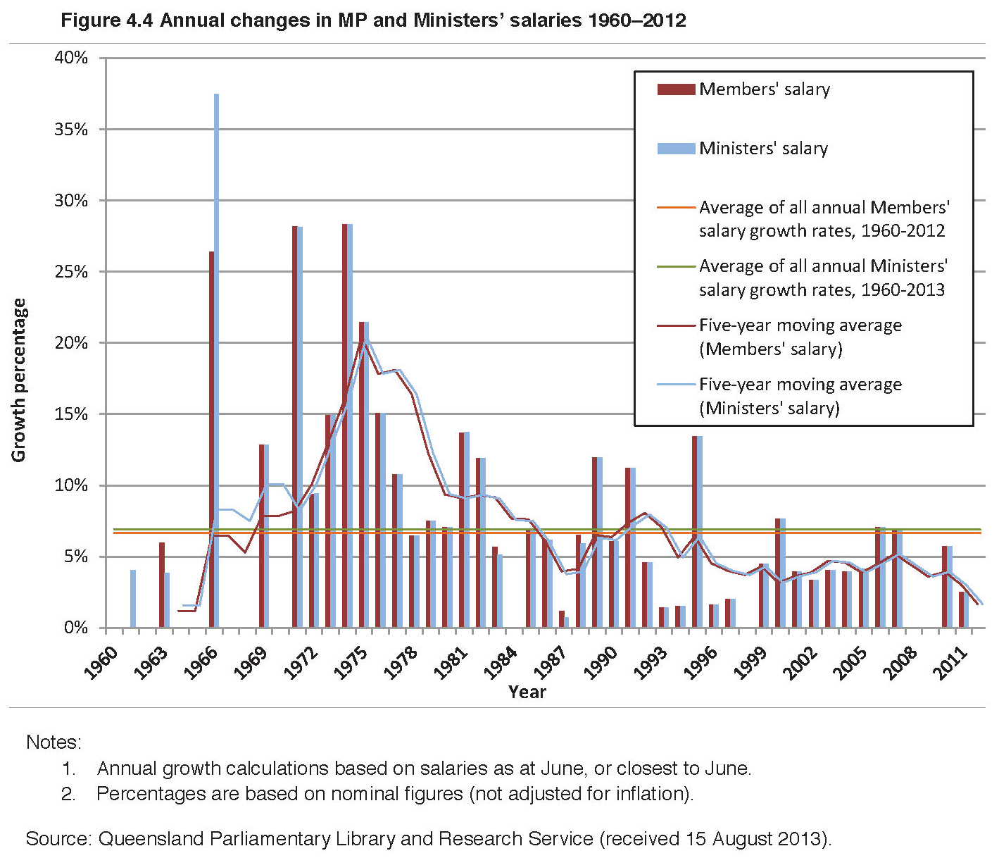 Figure 4.4 Annual changes in MP and Ministers’ salaries 1960–2012
40%
35%
30%
25%
20%
15%
10%
5%
0%
Growth percentage
Members' salary
Ministers' salary
Average of all annual Members'
salary growth rates, 1960-2012
Average of all annual Ministers'
salary growth rates, 1960-2013
Five-year moving average
(Members' salary)
Five-year moving average
(Ministers' salary)
1960
1963
1966
1969
1972
1975
1978
1981
1984
1987
1990
1993
1996
1999
2002
2005
2008
2011
Year
Notes:
1. Annual growth calculations based on salaries as at June, or closest to June.
2. Percentages are based on nominal figures (not adjusted for inflation).
Source: Queensland Parliamentary Library and Research Service (received 15 August 2013).